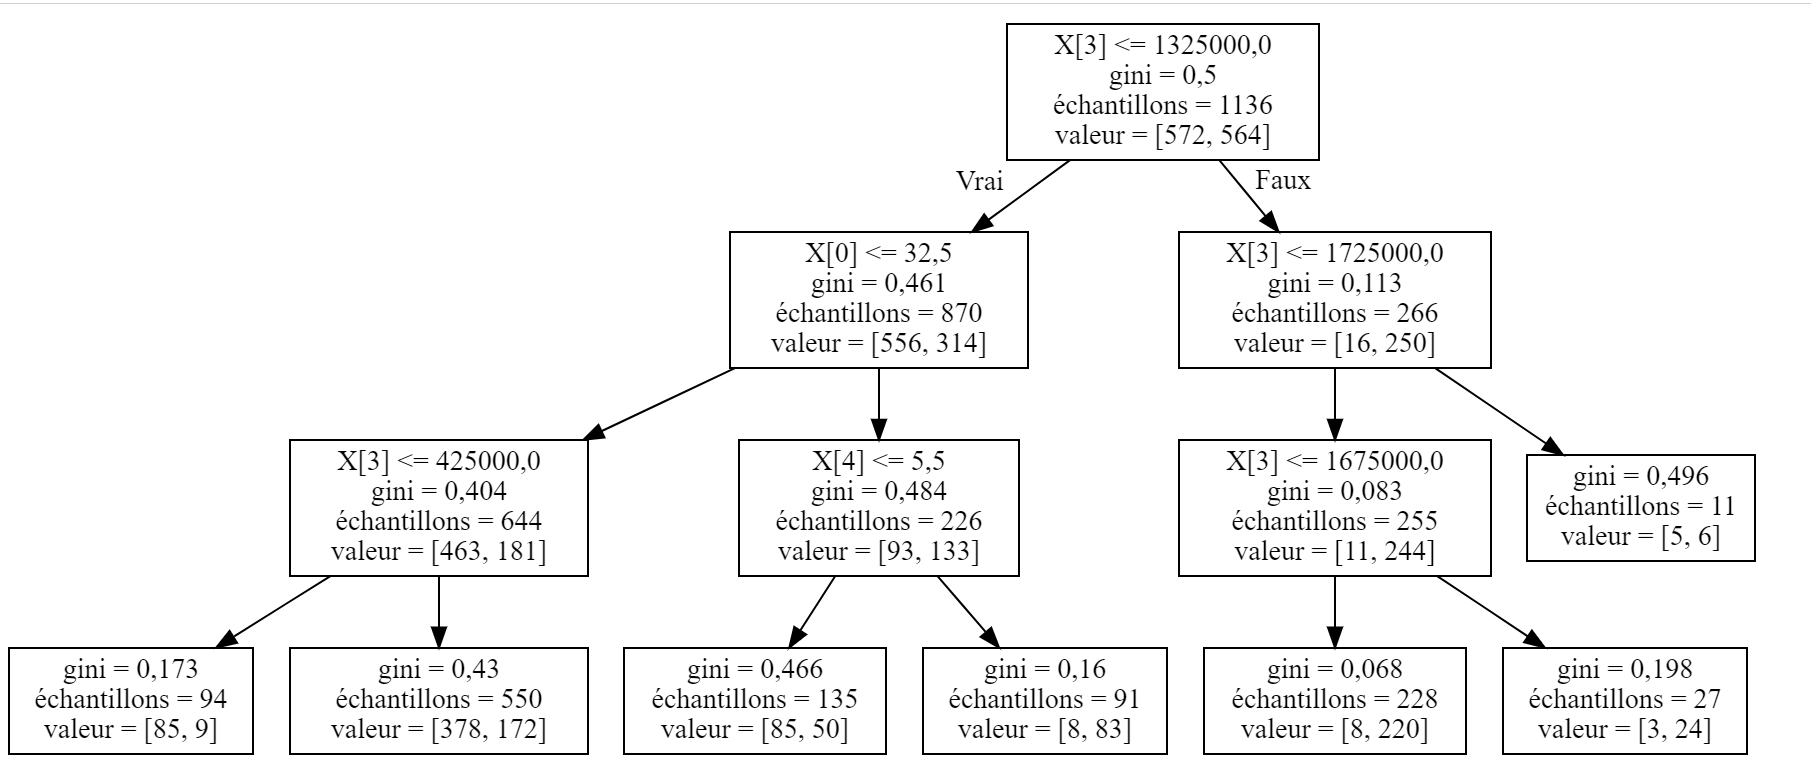 X[3] <= 1325000,0
gini = 0,5
échantillons = 1136
valeur = [572, 564]
Vrai
Faux
X[0] <= 32,5
gini = 0,461
échantillons = 870
valeur = [556, 314]
X[3] <= 1725000,0
gini = 0,113
échantillons = 266
valeur = [16, 250]
X[3] <= 425000,0
gini = 0,404
échantillons = 644
valeur = [463, 181]
X[4] <= 5,5
gini = 0,484
échantillons = 226
valeur = [93, 133]
X[3] <= 1675000,0
gini = 0,083
échantillons = 255
valeur = [11, 244]
gini = 0,496
échantillons = 11
valeur = [5, 6]
gini = 0,173
échantillons = 94
valeur = [85, 9]
gini = 0,43
échantillons = 550
valeur = [378, 172]
gini = 0,466
échantillons = 135
valeur = [85, 50]
gini = 0,16
échantillons = 91
valeur = [8, 83]
gini = 0,068
échantillons = 228
valeur = [8, 220]
gini = 0,198
échantillons = 27
valeur = [3, 24]